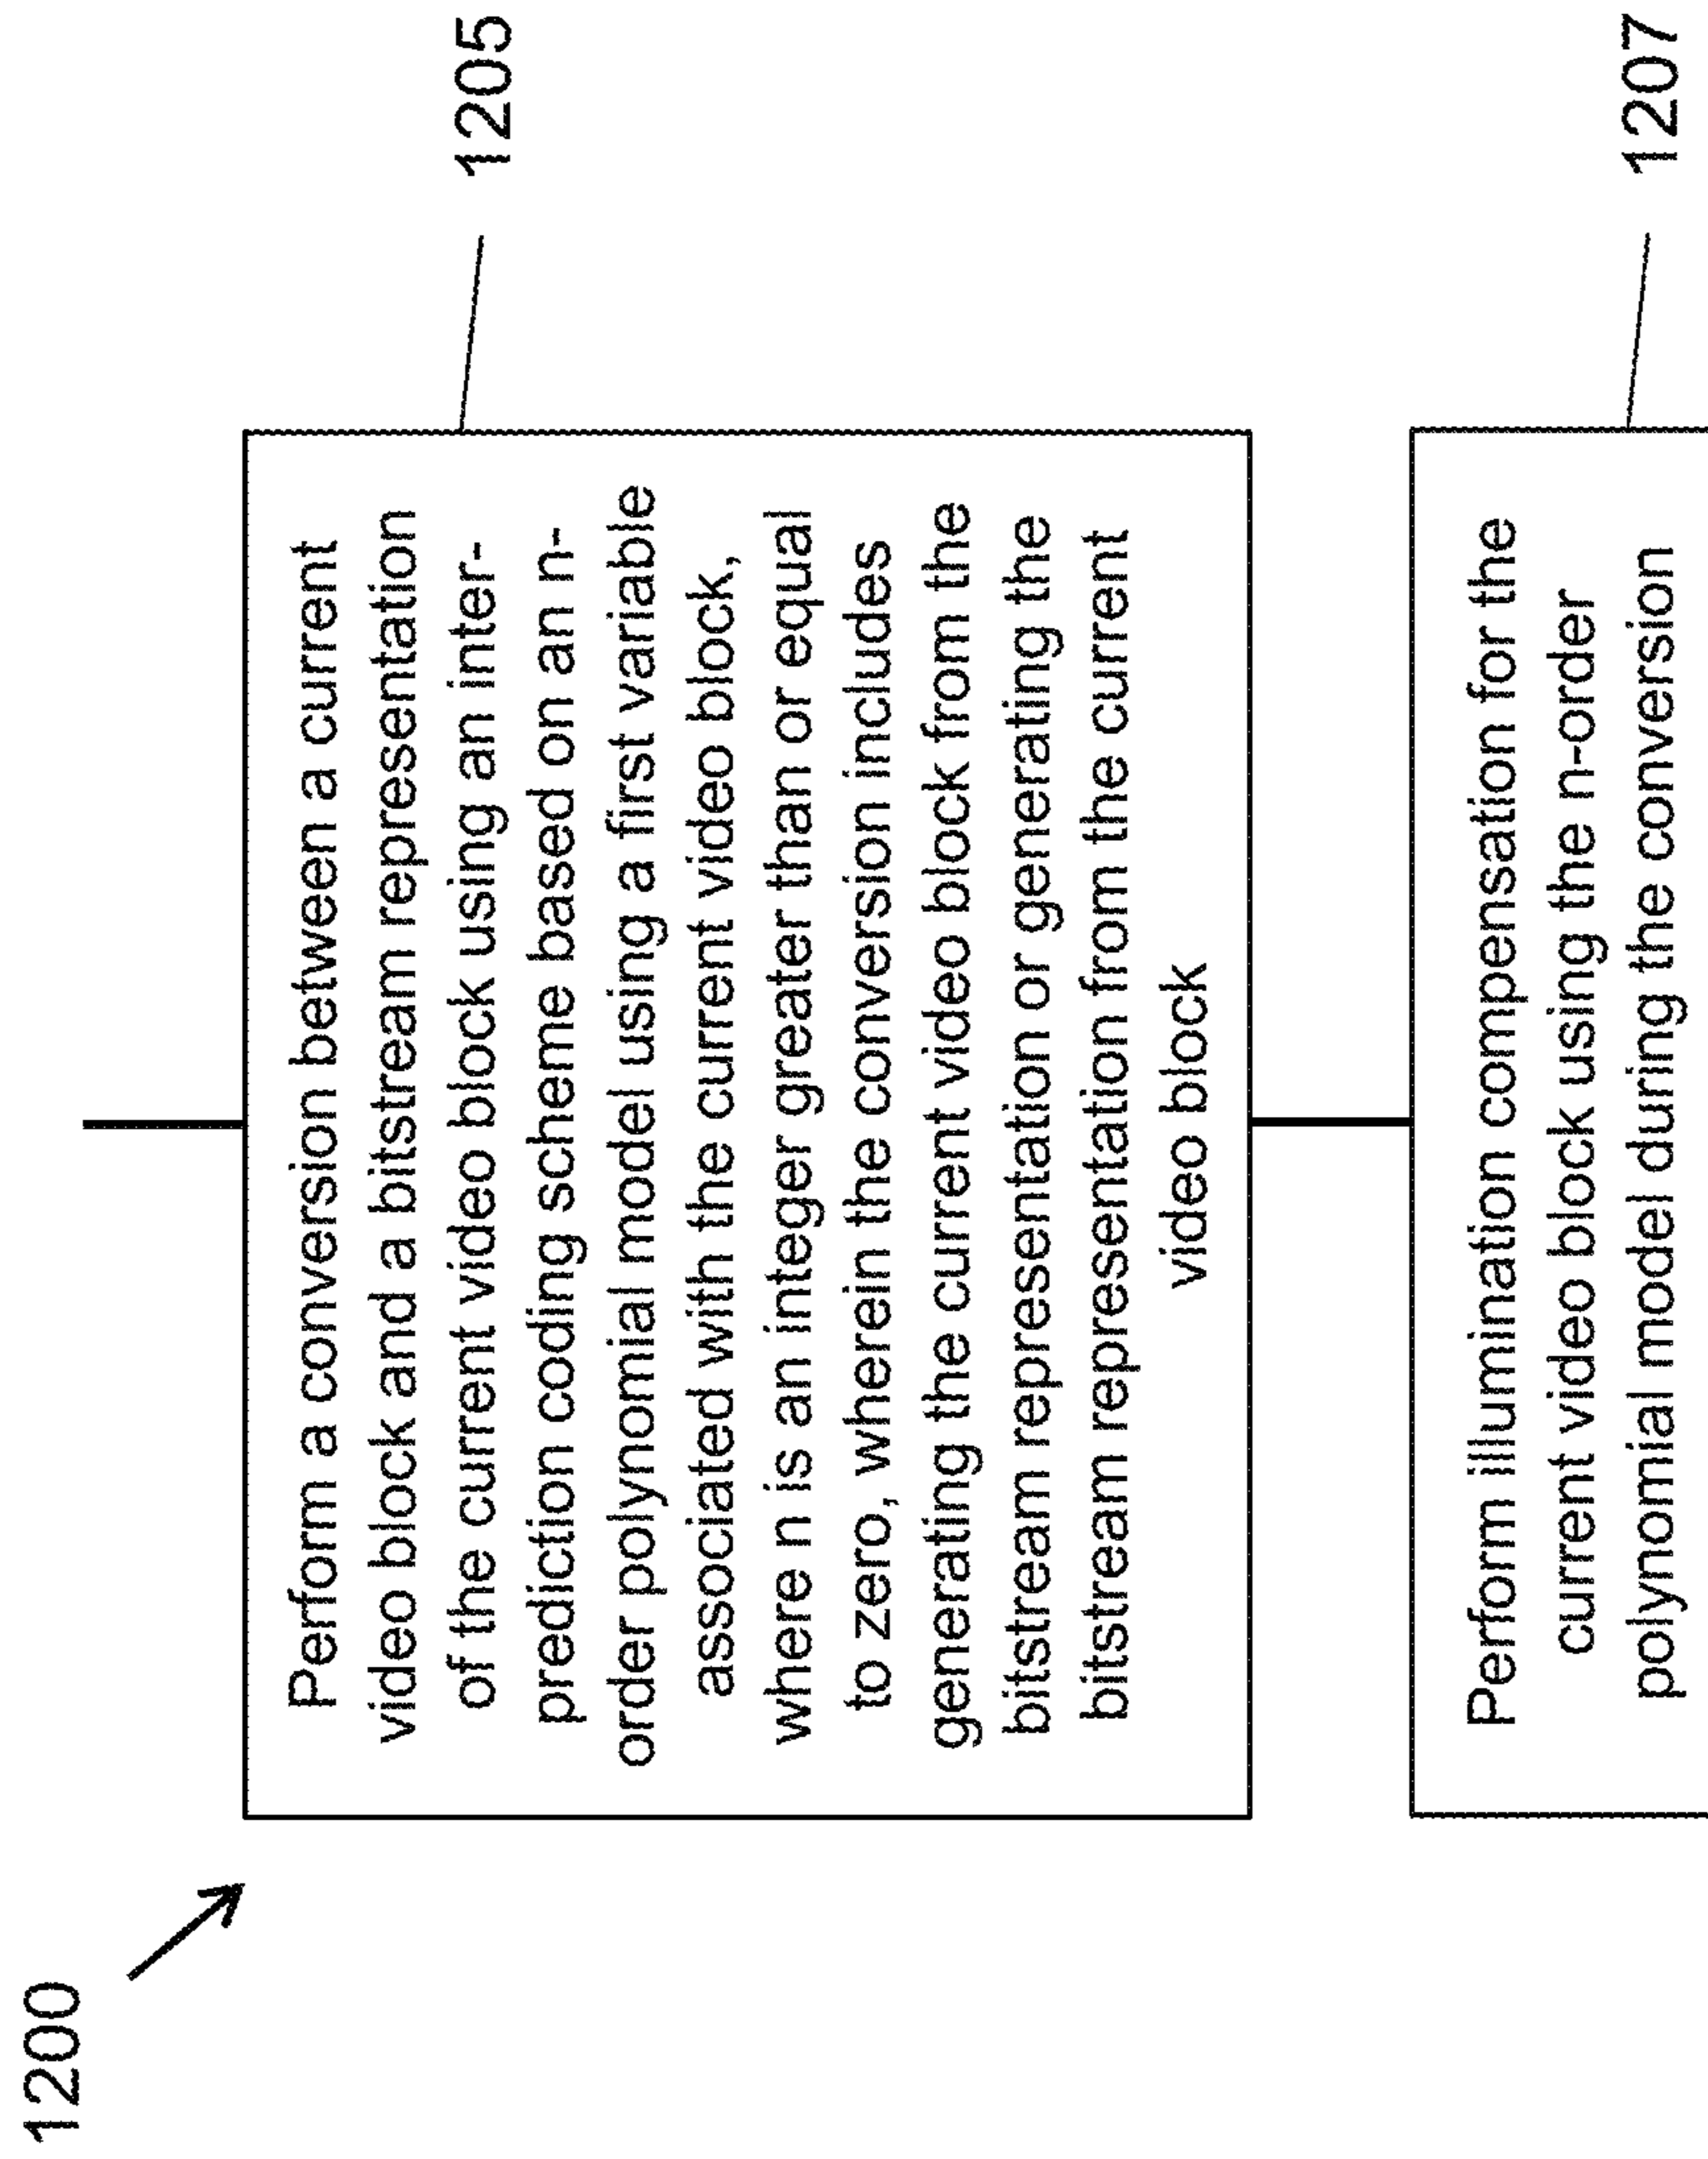 1200
Perform a conversion between a current
video block and a bitstream representation
of the current video block using an inter-
prediction coding scheme based on an n-
order polynomial model using a first variable
associated with the current video block,
where n is an integer greater than or equal
to zero, wherein the conversion includes
generating the current video block from the
bitstream representation or generating the
bitstream representation from the current
video block
1205
Perform illumination compensation for the
current video block using the n-order
polynomial model during the conversion
1207